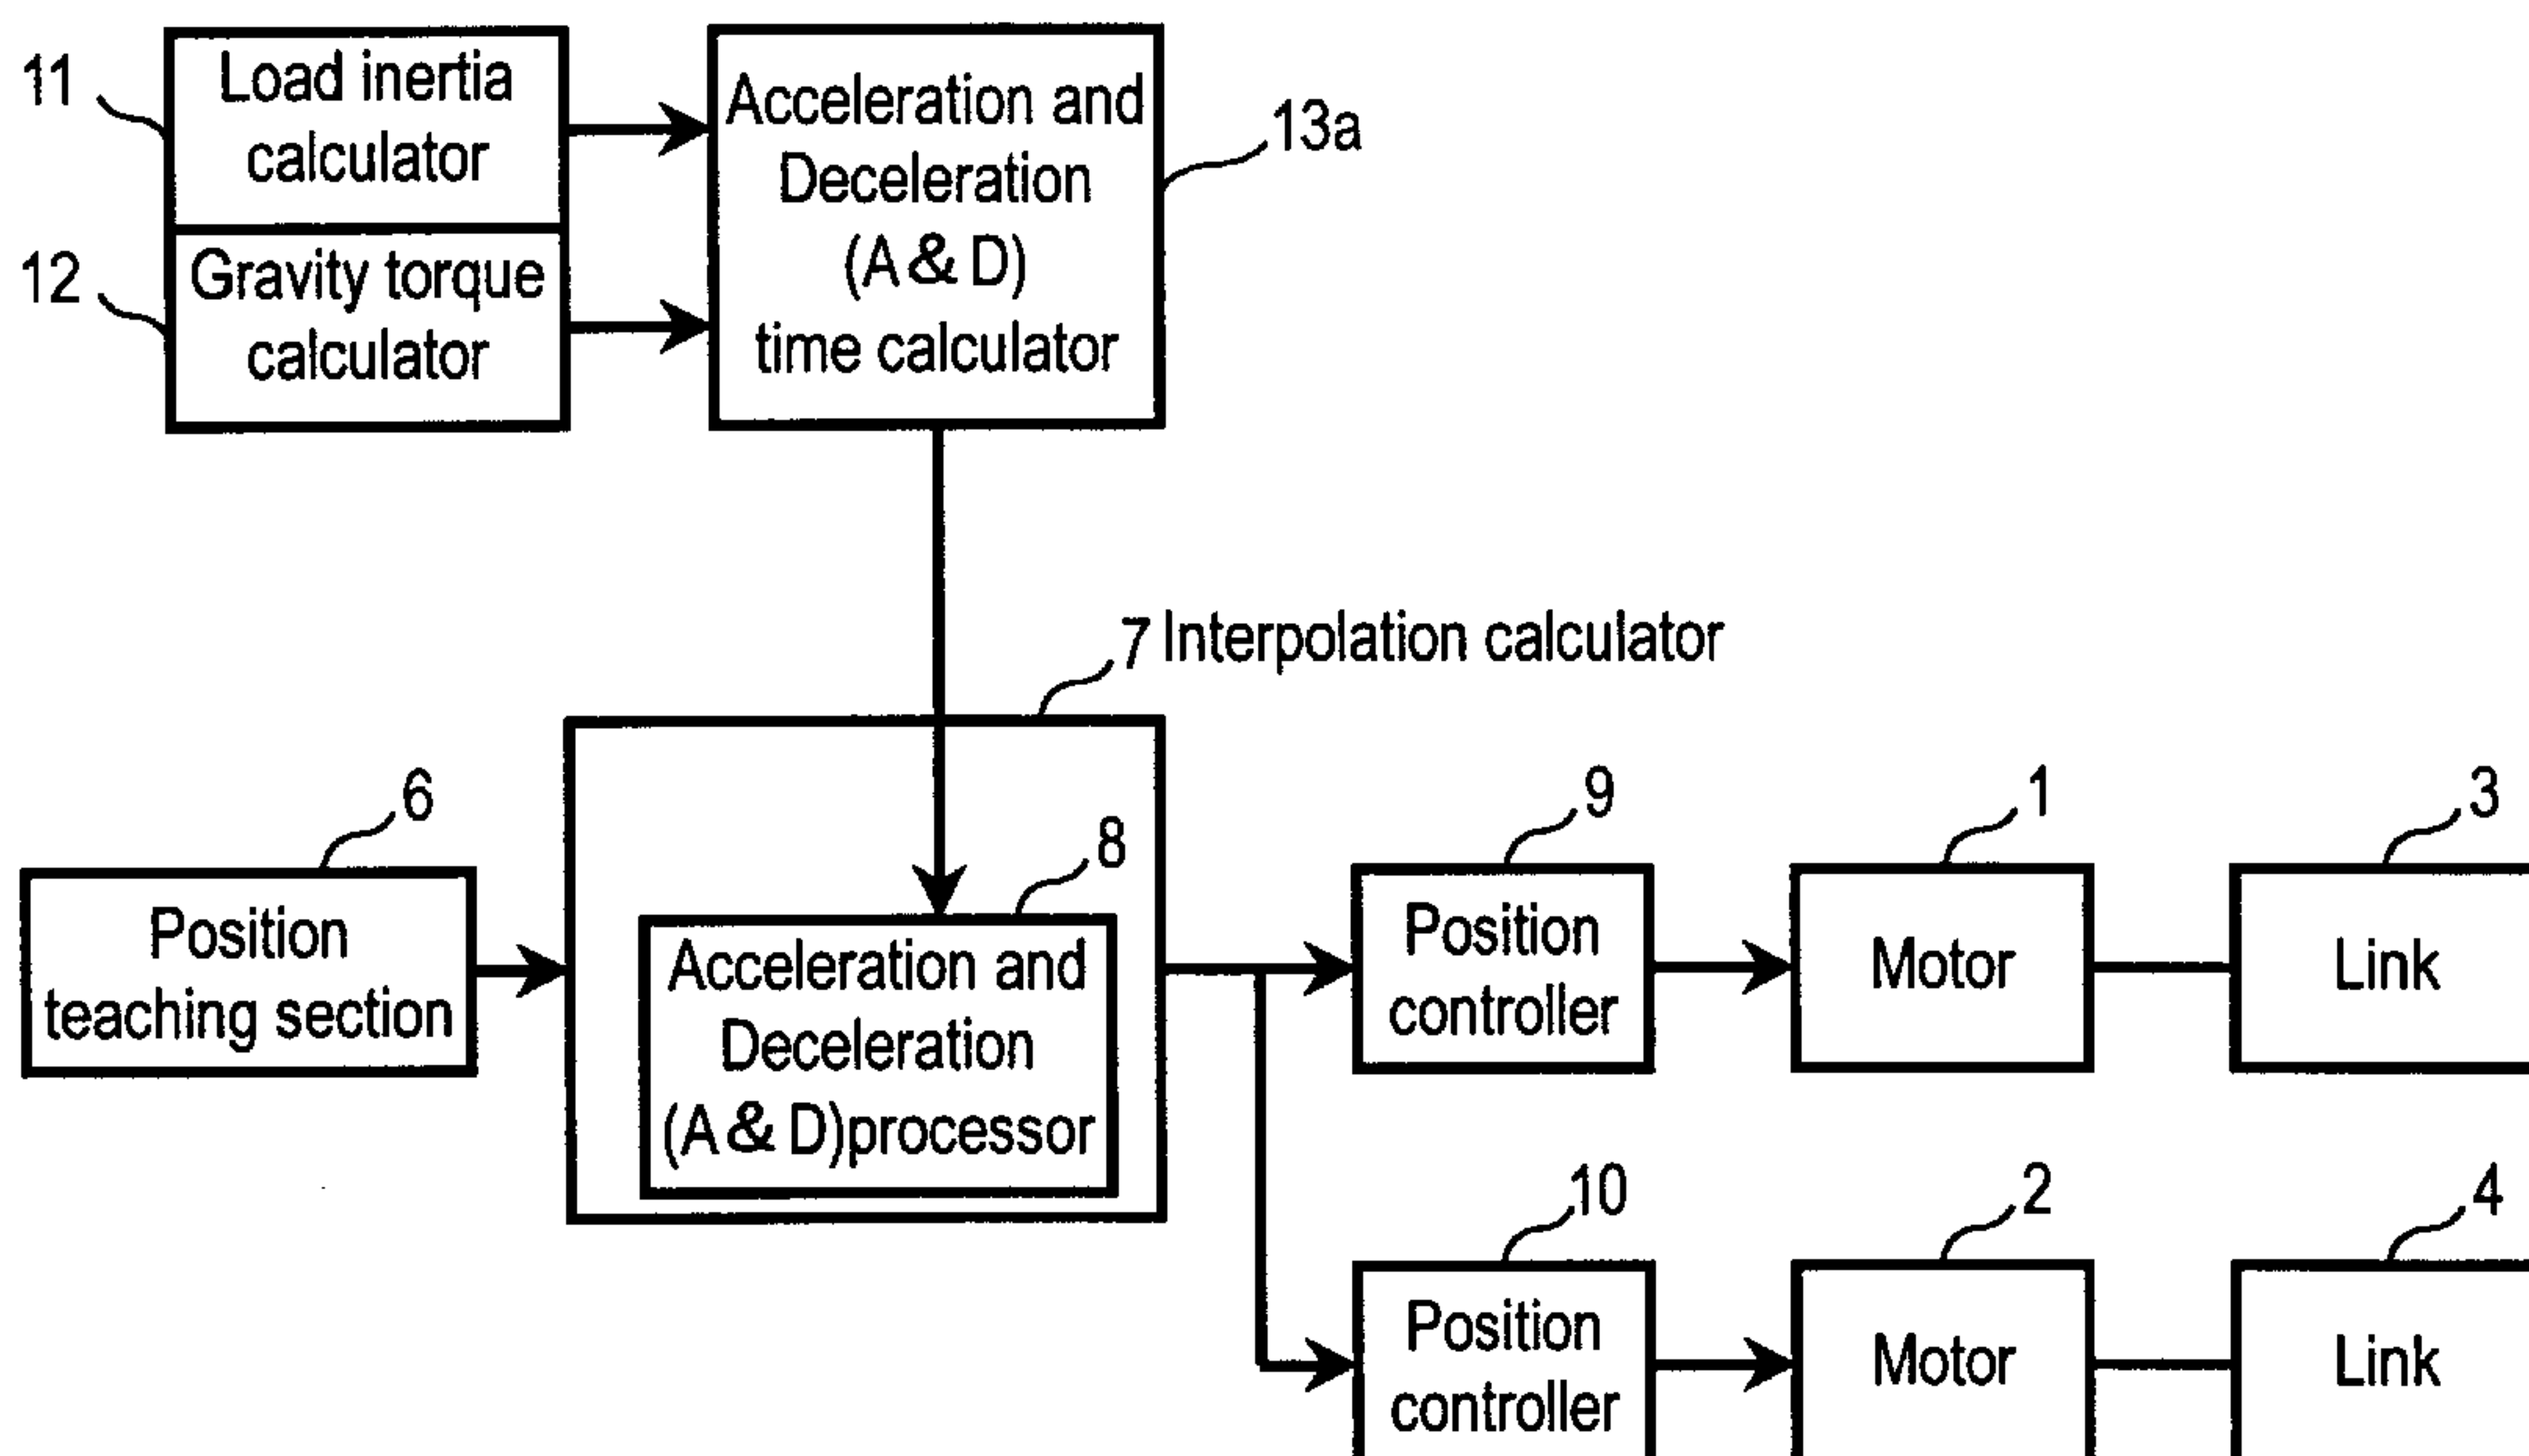 11
Load inertia
calculator
12
Gravity torque
calculator
Acceleration and
Deceleration
(A & D)
time calculator
13a
7 Interpolation calculator
6
Position
teaching section
8
Acceleration and
Deceleration
(A & D)processor
9
Position
controller
1
Motor
3
Link
10
Position
controller
2
Motor
4
Link